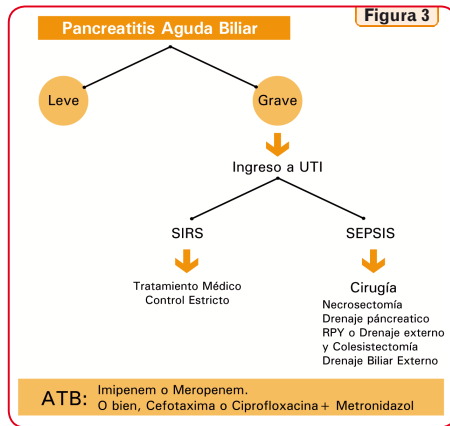 Figura 3
Pancreatitis Aguda Biliar
Leve
Grave
Ingreso a UTI
SIRS
SEPSIS
Tratamiento Médico
Control Estricto
Cirugía
Necrosectomía
Drenaje páncreatico
RPY o Drenaje externo
y Colesistectomía
Drenaje Biliar Externo
ATB:
Imipenem o Meropenem.
O bien, Cefotaxima o Ciprofloxacina + Metronidazol